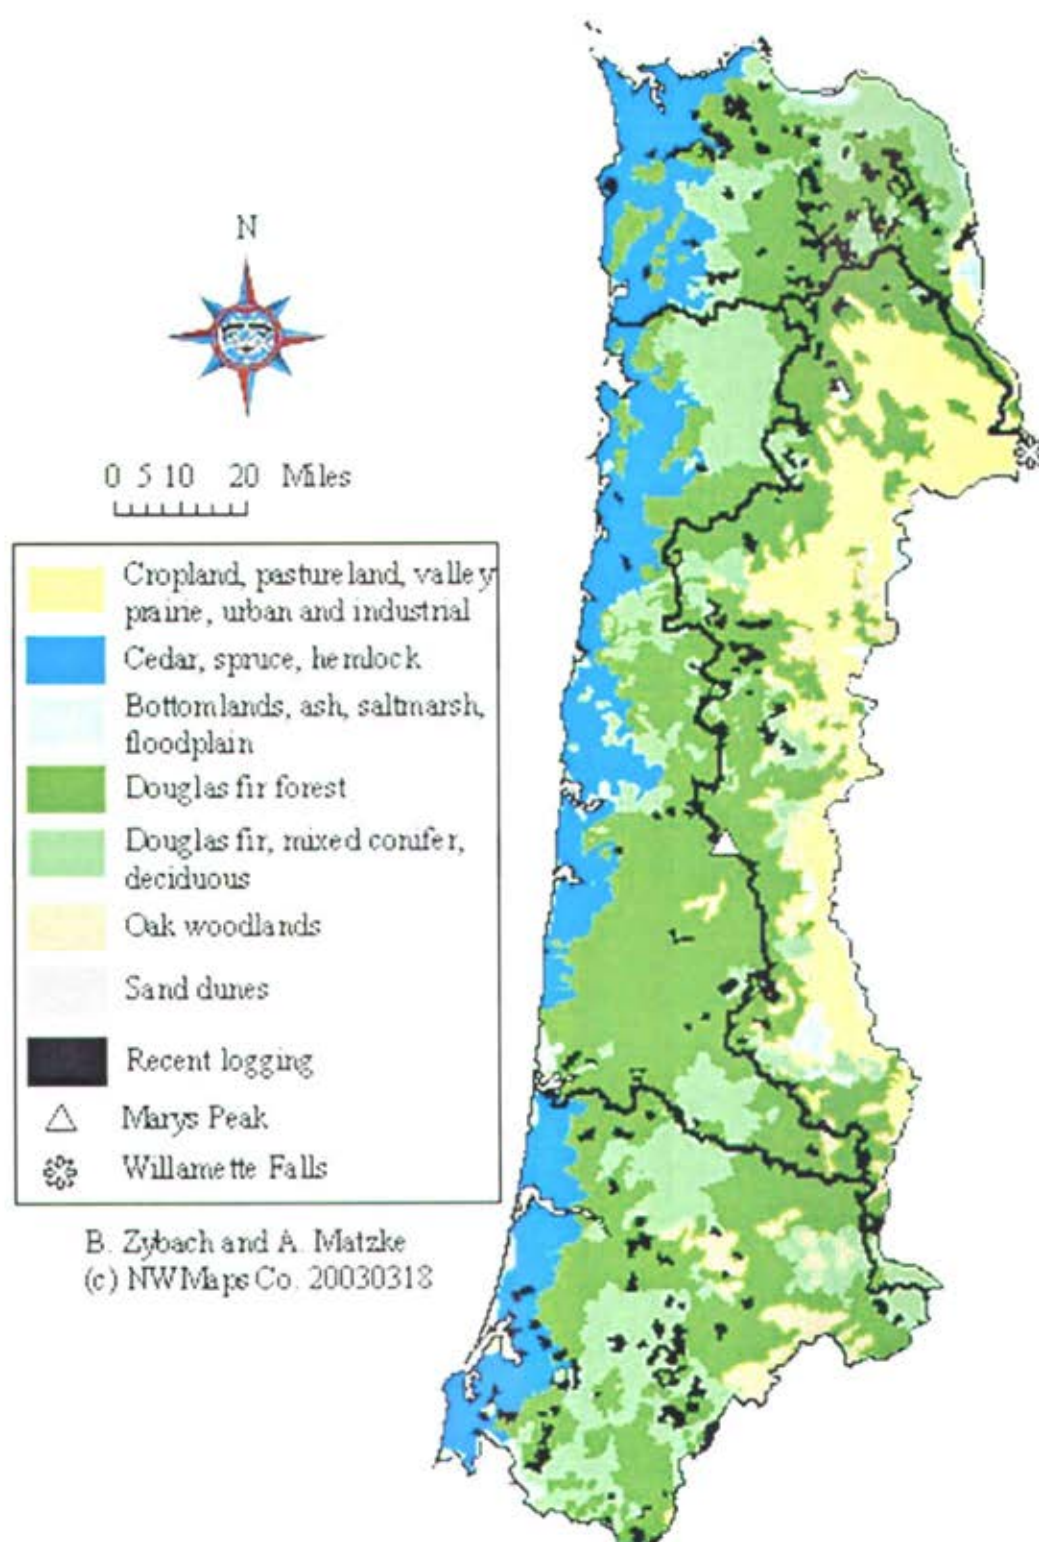 N
0 5 10 20 Miles
Cropland, pastureland, valley
prairie, urban and industrial
Cedar, spruce, hemlock
Bottomlands, ash, saltmarsh,
floodplain
Douglas fir forest
Douglas fir, mixed conifer,
deciduous
Oak woodlands
Sand dunes
Recent logging
Marys Peak
Willamette Falls
B. Zybach and A. Matzke
(c) NWMaps Co. 20030318